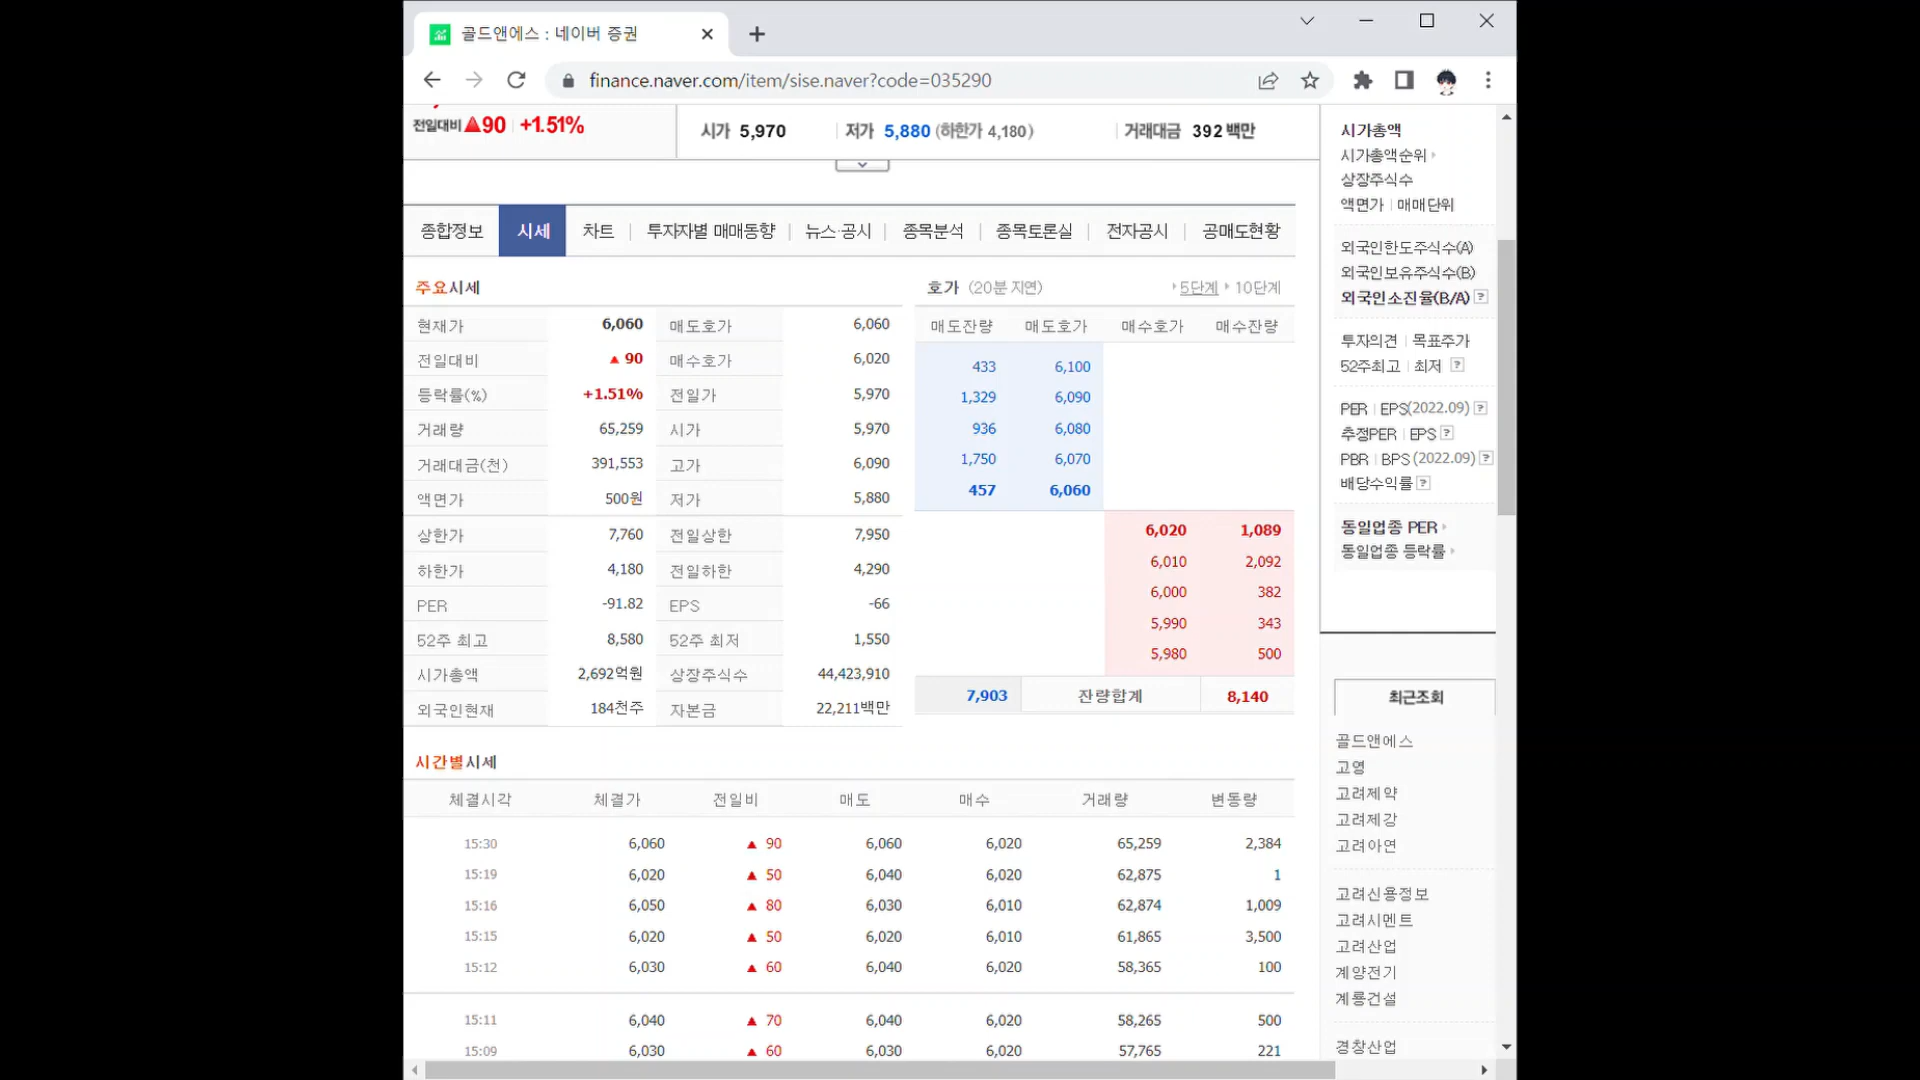 골드앤에스 : 네이버 증권
finance.naver.com/item/sise.naver?code=035290
전일대비 ▲90 +1.51%
시가 5,970 저가 5,880 (하한가 4,180) 거래대금 392 백만
종합정보 시세 차트 투자자별 매매동향 뉴스·공시 종목분석 종목토론실 전자공시 공매도현황
주요시세
현재가 6,060 매도호가 6,060
전일대비 ▲ 90 매수호가 6,020
등락률(%) +1.51% 전일가 5,970
거래량 65,259 시가 5,970
거래대금(천) 391,553 고가 6,090
액면가 500원 저가 5,880
상한가 7,760 전일상한 7,950
하한가 4,180 전일하한 4,290
PER -91.82 EPS -66
52주 최고 8,580 52주 최저 1,550
시가총액 2,692억원 상장주식수 44,423,910
외국인현재 184천주 자본금 22,211백만
호가 (20분 지연) 5단계 10단계
매도잔량 매도호가 매수호가 매수잔량
433 6,100
1,329 6,090
936 6,080
1,750 6,070
457 6,060
6,020 1,089
6,010 2,092
6,000 382
5,990 343
5,980 500
7,903 잔량합계 8,140
시간별시세
체결시각 체결가 전일비 매도 매수 거래량 변동량
15:30 6,060 ▲ 90 6,060 6,020 65,259 2,384
15:19 6,020 ▲ 50 6,040 6,020 62,875 1
15:16 6,050 ▲ 80 6,030 6,010 62,874 1,009
15:15 6,020 ▲ 50 6,020 6,010 61,865 3,500
15:12 6,030 ▲ 60 6,040 6,020 58,365 100
15:11 6,040 ▲ 70 6,040 6,020 58,265 500
15:09 6,030 ▲ 60 6,030 6,020 57,765 221
시가총액
시가총액순위
상장주식수
액면가 | 매매단위
외국인한도주식수(A)
외국인보유주식수(B)
외국인소진율(B/A) ?
투자의견 | 목표주가
52주최고 | 최저 ?
PER | EPS(2022.09) ?
추정PER | EPS ?
PBR | BPS (2022.09) ?
배당수익률 ?
동일업종 PER
동일업종 등락률
최근조회
골드앤에스
고영
고려제약
고려제강
고려아연
고려신용정보
고려시멘트
고려산업
계양전기
계룡건설
경창산업